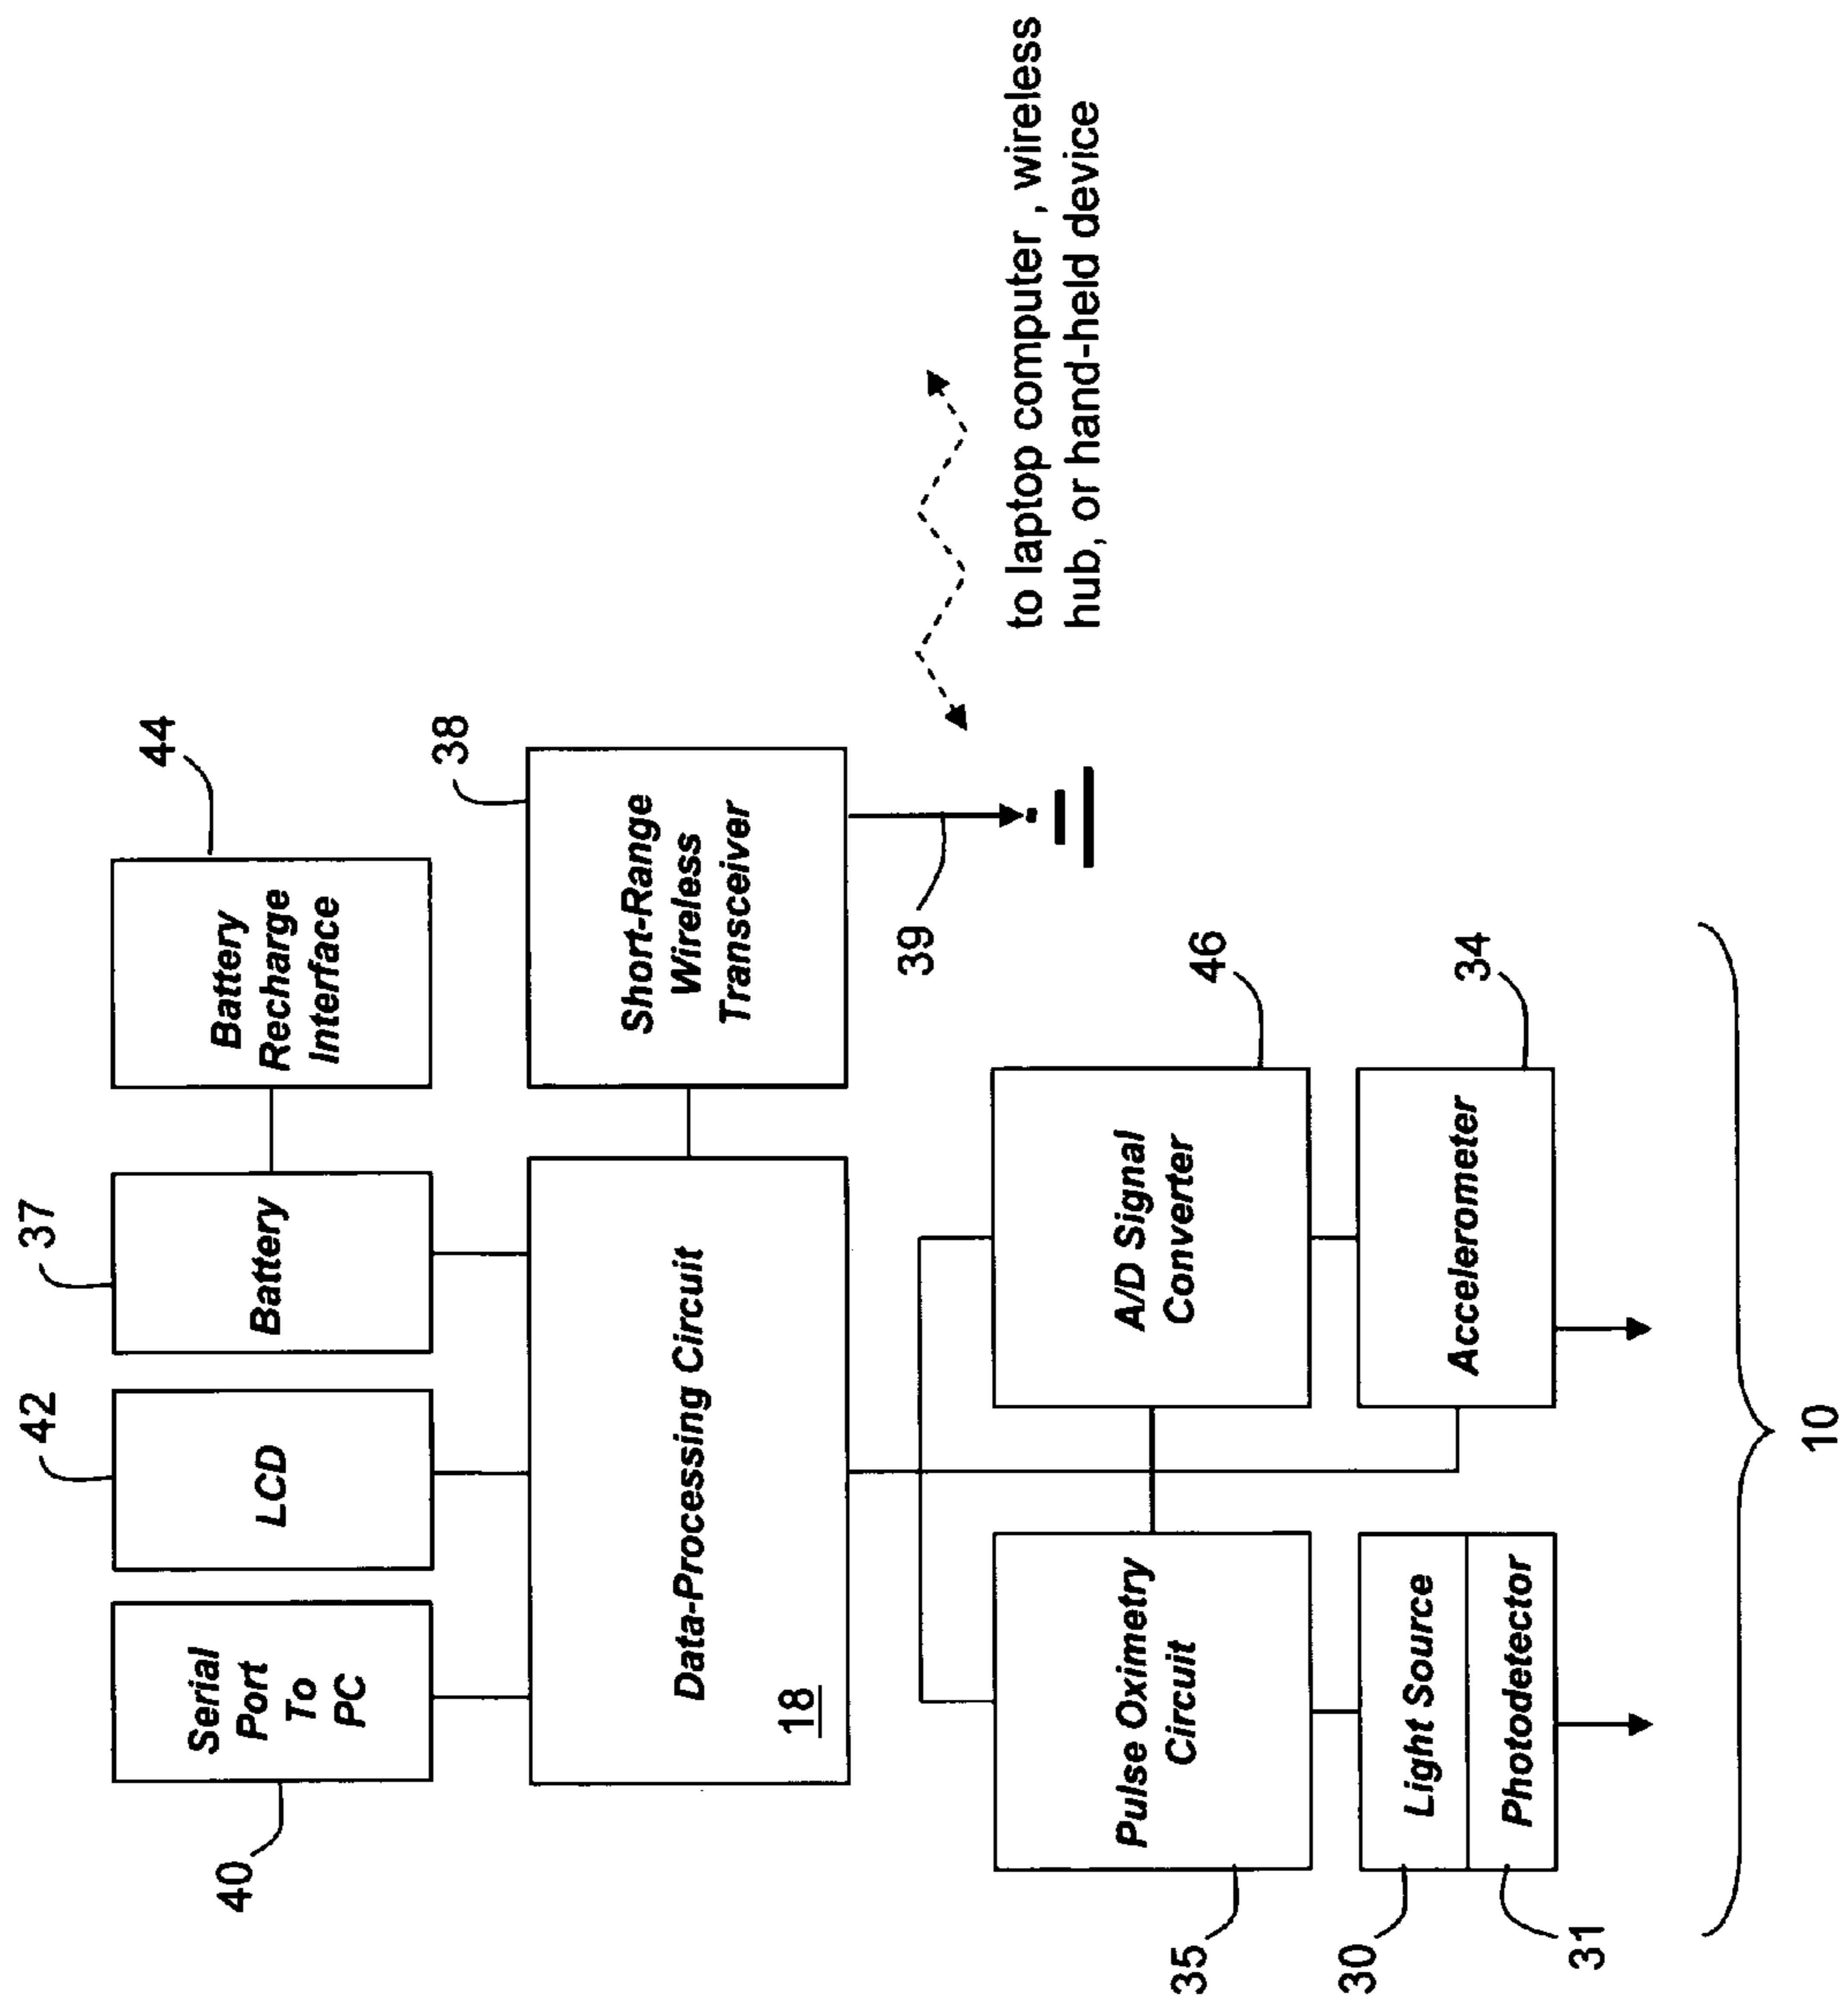 40
42
37
44
Serial
Port
To
PC
LCD
Battery
Battery
Recharge
Interface
38
Data-Processing Circuit
18
Short-Range
Wireless
Transceiver
39
to laptop computer , wireless
hub, or hand-held device
35
Pulse Oximetry
Circuit
A/D Signal
Converter
46
30
Light Source
31
Photodetector
Accelerometer
34
10